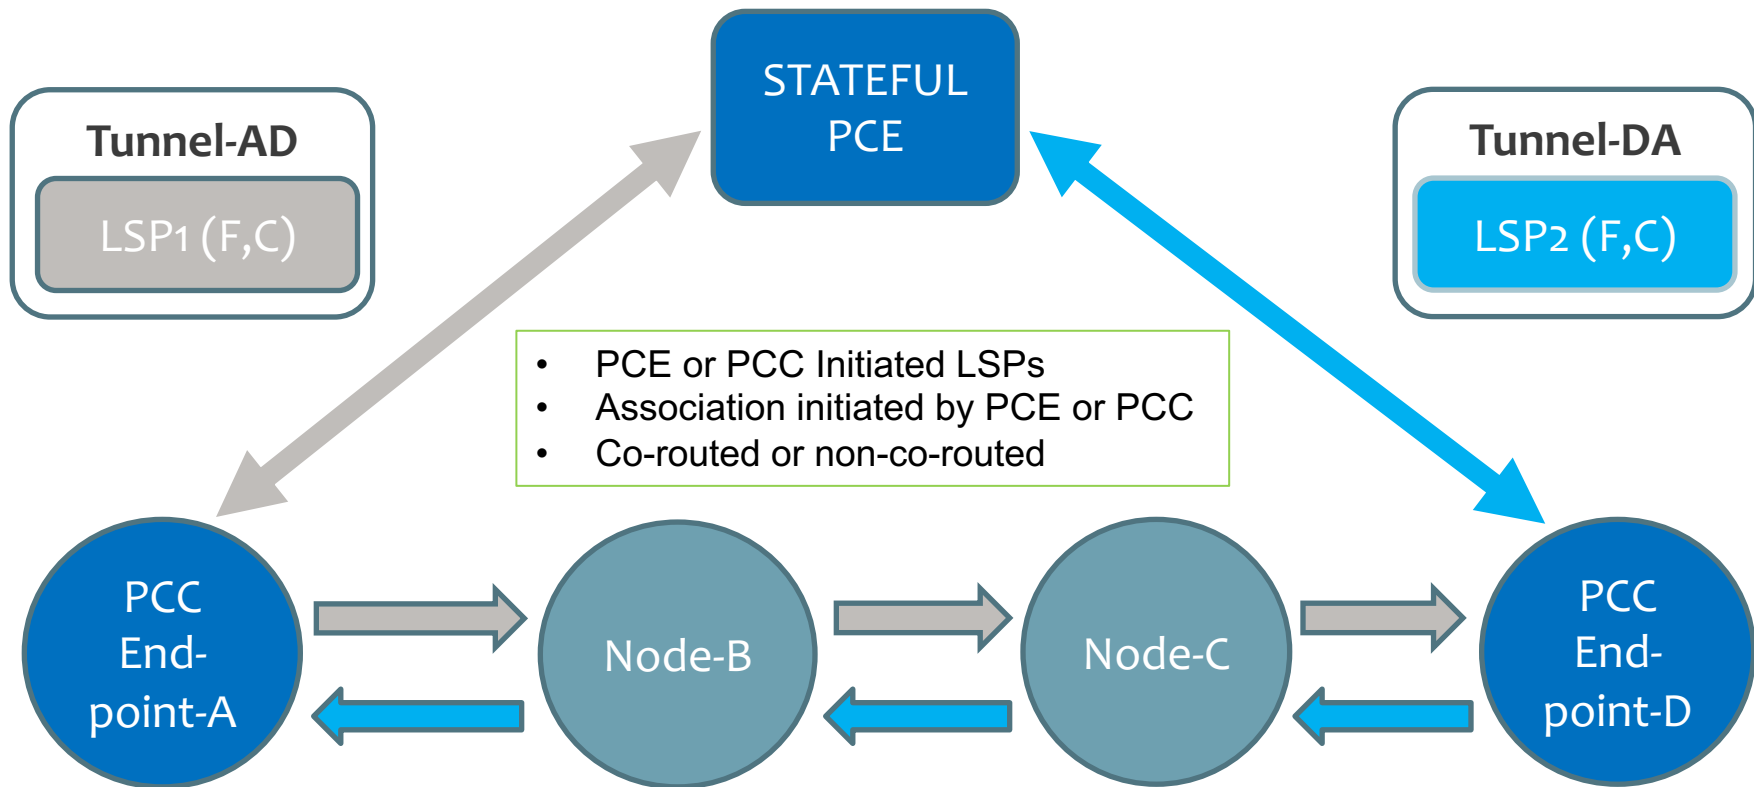 STATEFUL
PCE
Tunnel-AD
LSP1 (F,C)
Tunnel-DA
LSP2 (F,C)
• PCE or PCC Initiated LSPs
• Association initiated by PCE or PCC
• Co-routed or non-co-routed
PCC
End-
point-A
Node-B
Node-C
PCC
End-
point-D